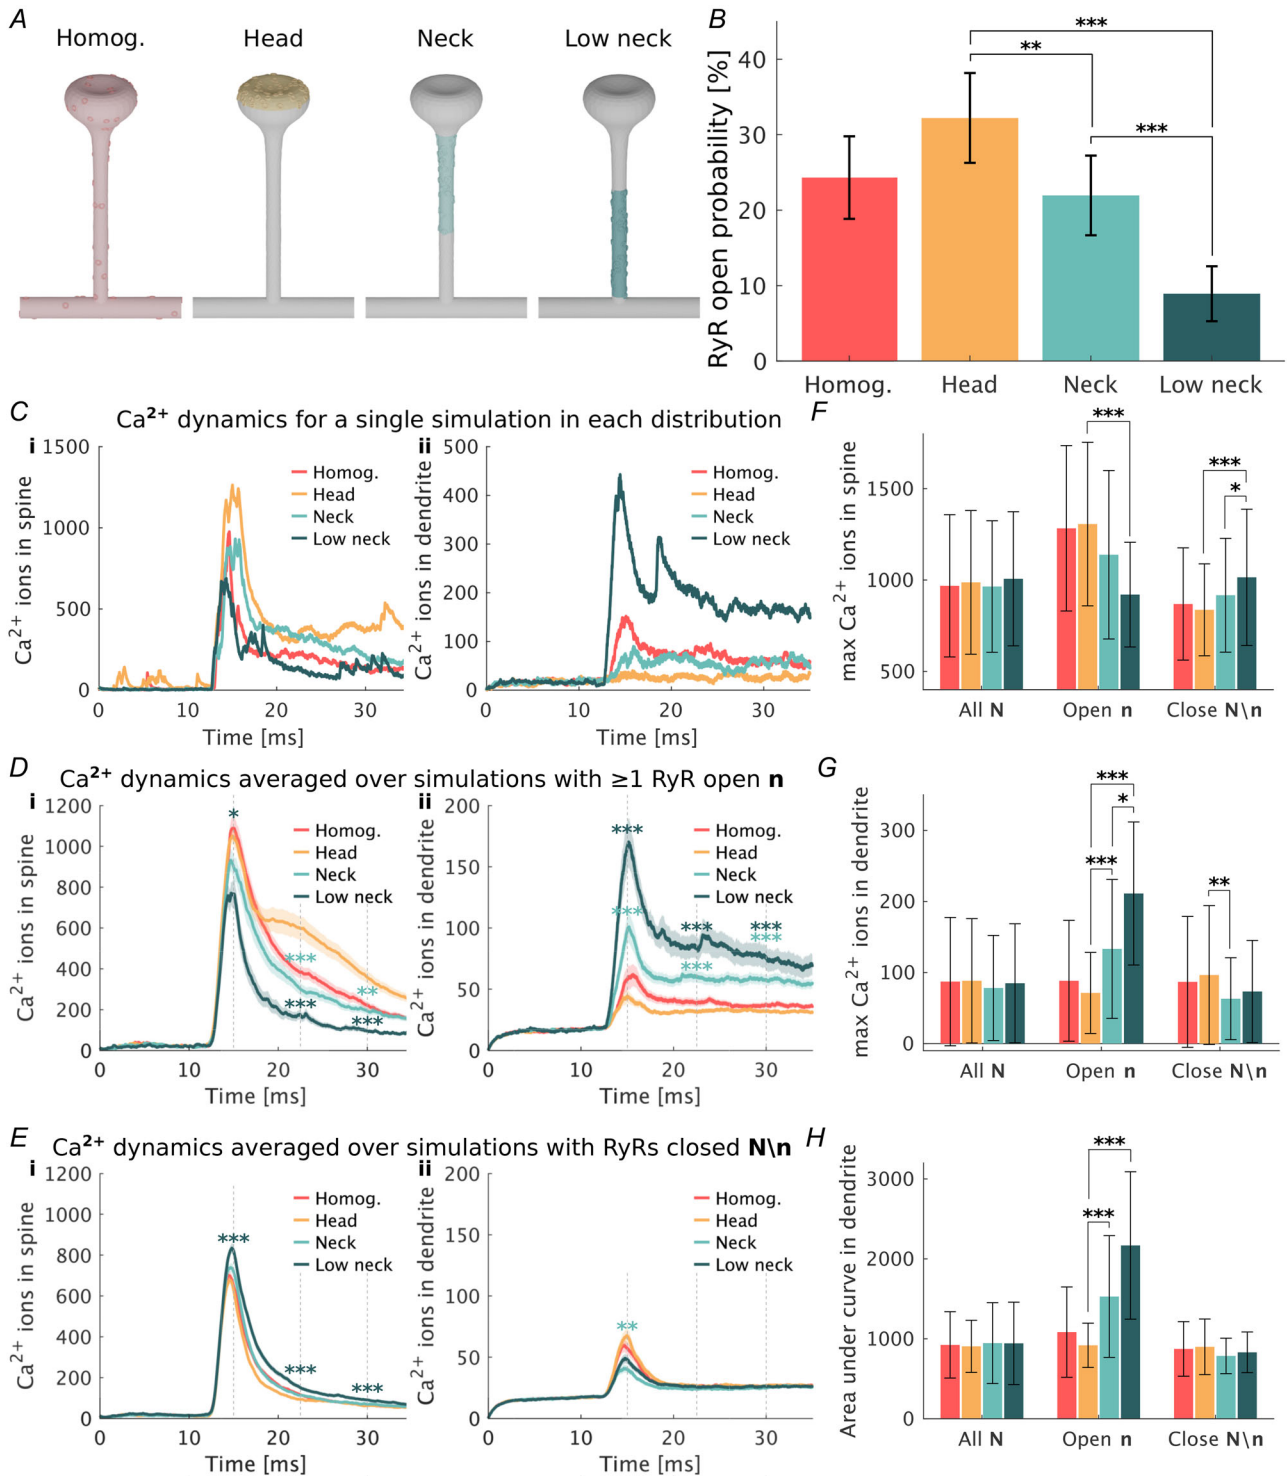 A
Homog.
Head
Neck
Low neck
B
RyR open probability [%]
***
**
***
40
30
20
10
0
Homog.
Head
Neck
Low neck
C
Ca²⁺ dynamics for a single simulation in each distribution
i
Ca²⁺ ions in spine
1500
1000
500
0
Homog.
Head
Neck
Low neck
0 10 20 30
Time [ms]
ii
Ca²⁺ ions in dendrite
500
400
300
200
100
0
Homog.
Head
Neck
Low neck
0 10 20 30
Time [ms]
F
max Ca²⁺ ions in spine
***
***
*
1500
1000
500
All N
Open n
Close N\n
D
Ca²⁺ dynamics averaged over simulations with ≥1 RyR open n
i
Ca²⁺ ions in spine
1200
1000
800
600
400
200
0
*
Homog.
Head
Neck
Low neck
***
**
***
***
0 10 20 30
Time [ms]
ii
Ca²⁺ ions in dendrite
200
150
100
50
0
***
Homog.
Head
Neck
Low neck
***
***
***
***
***
0 10 20 30
Time [ms]
G
max Ca²⁺ ions in dendrite
***
*
***
**
300
200
100
0
All N
Open n
Close N\n
E
Ca²⁺ dynamics averaged over simulations with RyRs closed N\n
i
Ca²⁺ ions in spine
1200
1000
800
600
400
200
0
Homog.
Head
Neck
Low neck
***
***
***
0 10 20 30
Time [ms]
ii
Ca²⁺ ions in dendrite
200
150
100
50
0
Homog.
Head
Neck
Low neck
**
0 10 20 30
Time [ms]
H
Area under curve in dendrite
***
***
3000
2000
1000
0
All N
Open n
Close N\n